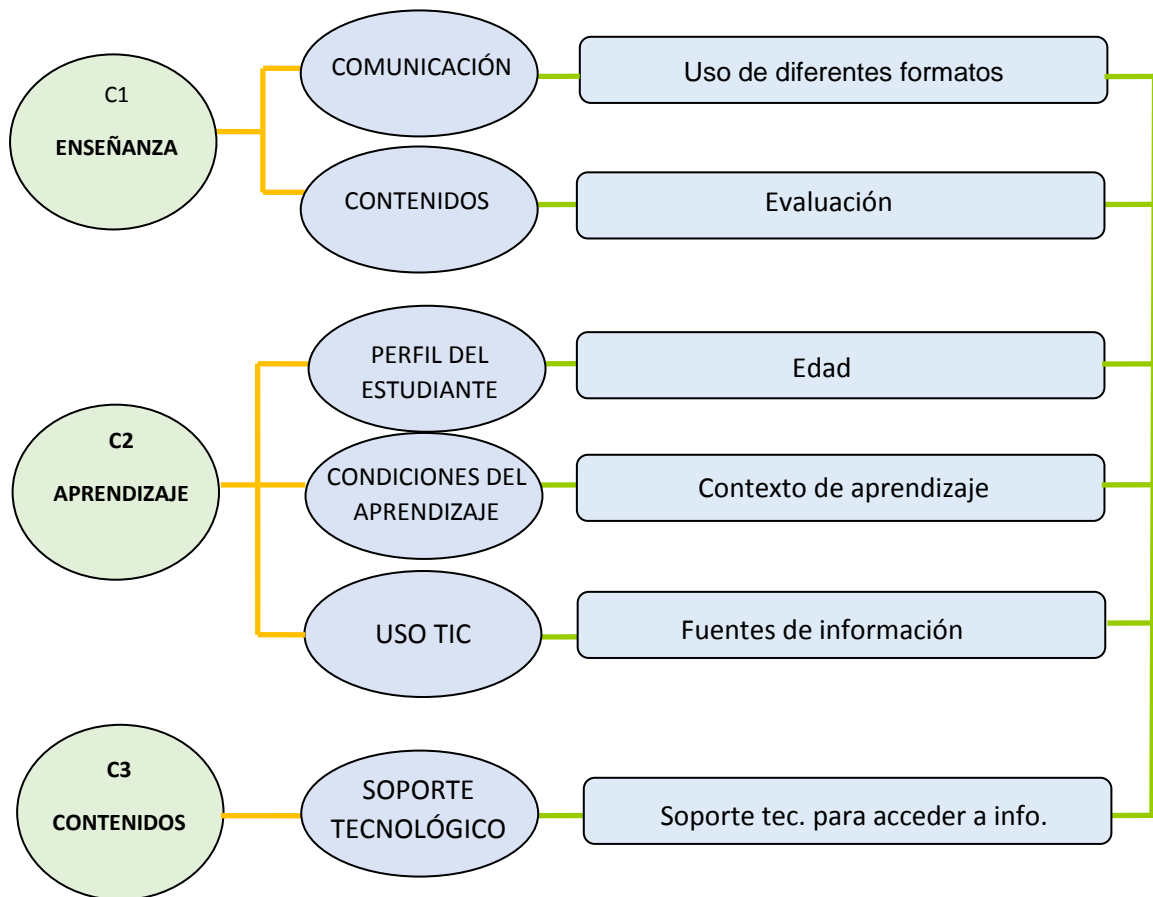 C1
ENSEÑANZA
COMUNICACIÓN
Uso de diferentes formatos
CONTENIDOS
Evaluación
C2
APRENDIZAJE
PERFIL DEL
ESTUDIANTE
Edad
CONDICIONES DEL
APRENDIZAJE
Contexto de aprendizaje
USO TIC
Fuentes de información
C3
CONTENIDOS
SOPORTE
TECNOLÓGICO
Soporte tec. para acceder a info.